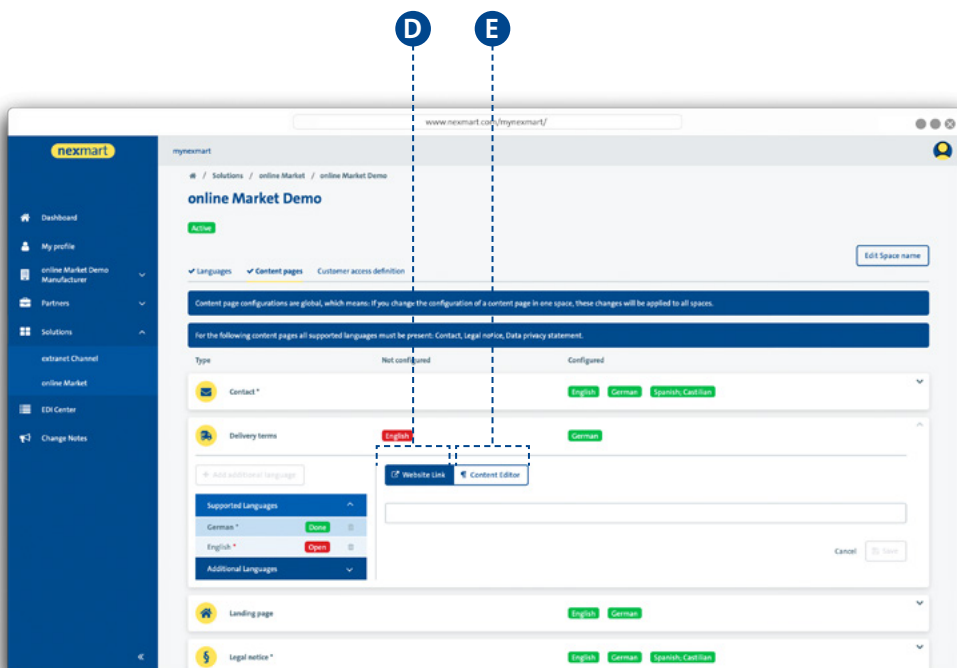 D E
www.nexmart.com/mynexmart/
nexmart
mynexmart
/ Solutions / online Market / online Market Demo
online Market Demo
Active
Edit Space name
Languages Content pages Customer access definition
Content page configurations are global, which means: If you change the configuration of a content page in one space, these changes will be applied to all spaces.
For the following content pages all supported languages must be present: Contact, Legal notice, Data privacy statement.
Type Not configured Configured
Contact * English German Spanish; Castilian
Delivery terms English German
+ Add additional language
Website Link ¶ Content Editor
Supported Languages
German * Done
English * Open
Additional Languages
Cancel Save
Landing page English German
§ Legal notice * English German Spanish; Castilian
Dashboard
My profile
online Market Demo
Manufacturer
Partners
Solutions
extranet Channel
online Market
EDI Center
Change Notes
«